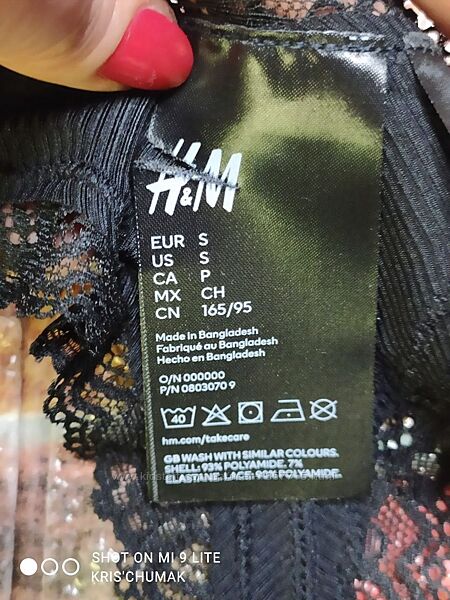 H&M
EUR S
US S
CA P
MX CH
CN 165/95
Made in Bangladesh
Fabriqué au Bangladesh
Hecho en Bangladesh
O/N 000000
P/N 0803070 9
40
hm.com/takecare
GB WASH WITH SIMILAR COLOURS.
SHELL: 93% POLYAMIDE, 7%
ELASTANE. LACE: 90% POLYAMIDE,
SHOT ON MI 9 LITE
KRIS'CHUMAK